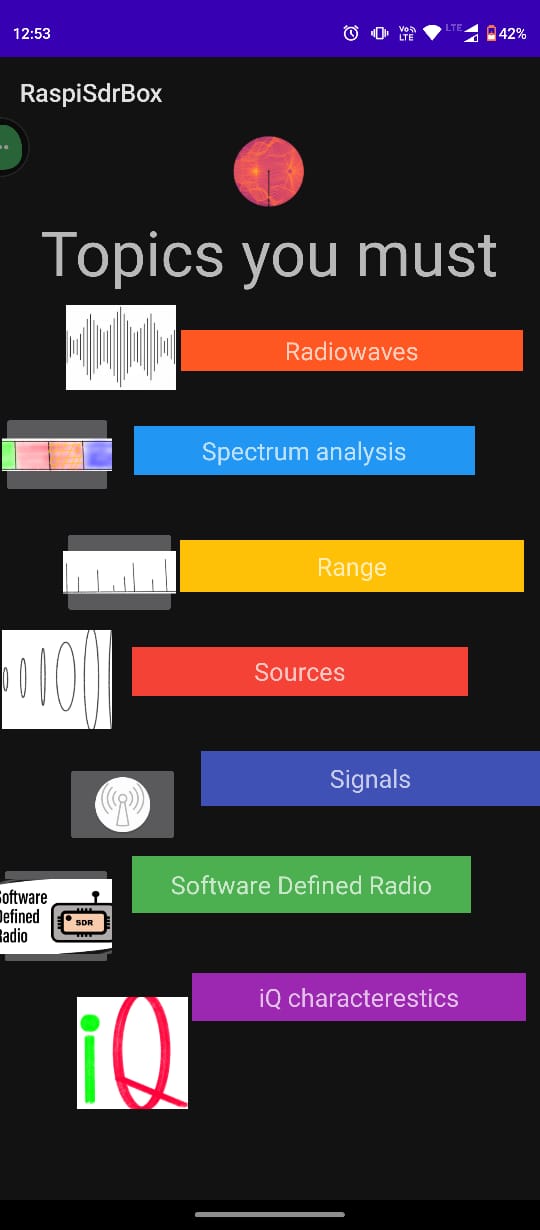 12:53
Vo LTE
LTE
42%
RaspiSdrBox
Topics you must
Radiowaves
Spectrum analysis
Range
Sources
Signals
Software Defined Radio
oftware
Defined
Radio
SDR
iQ characterestics
iQ